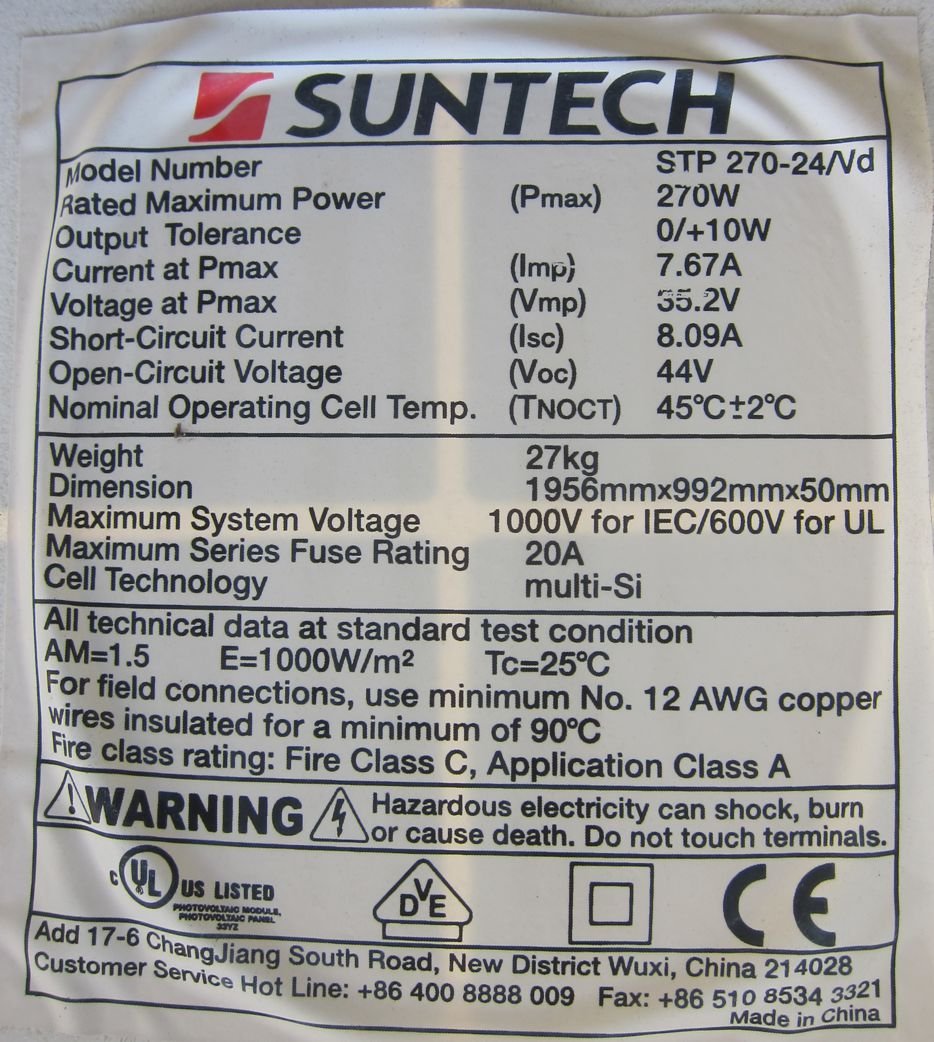 SUNTECH
Model Number STP 270-24/Vd
Rated Maximum Power (Pmax) 270W
Output Tolerance 0/+10W
Current at Pmax (Imp) 7.67A
Voltage at Pmax (Vmp) 35.2V
Short-Circuit Current (Isc) 8.09A
Open-Circuit Voltage (Voc) 44V
Nominal Operating Cell Temp. (TNOCT) 45°C±2°C
Weight 27kg
Dimension 1956mmx992mmx50mm
Maximum System Voltage 1000V for IEC/600V for UL
Maximum Series Fuse Rating 20A
Cell Technology multi-Si
All technical data at standard test condition
AM=1.5 E=1000W/m² Tc=25°C
For field connections, use minimum No. 12 AWG copper
wires insulated for a minimum of 90°C
Fire class rating: Fire Class C, Application Class A
WARNING Hazardous electricity can shock, burn
or cause death. Do not touch terminals.
c UL US LISTED DVE CE
PHOTOVOLTAIC MODULE,
PHOTOVOLTAIC PANEL
33YZ
Add 17-6 ChangJiang South Road, New District Wuxi, China 214028
Customer Service Hot Line: +86 400 8888 009 Fax: +86 510 8534 3321
Made in China